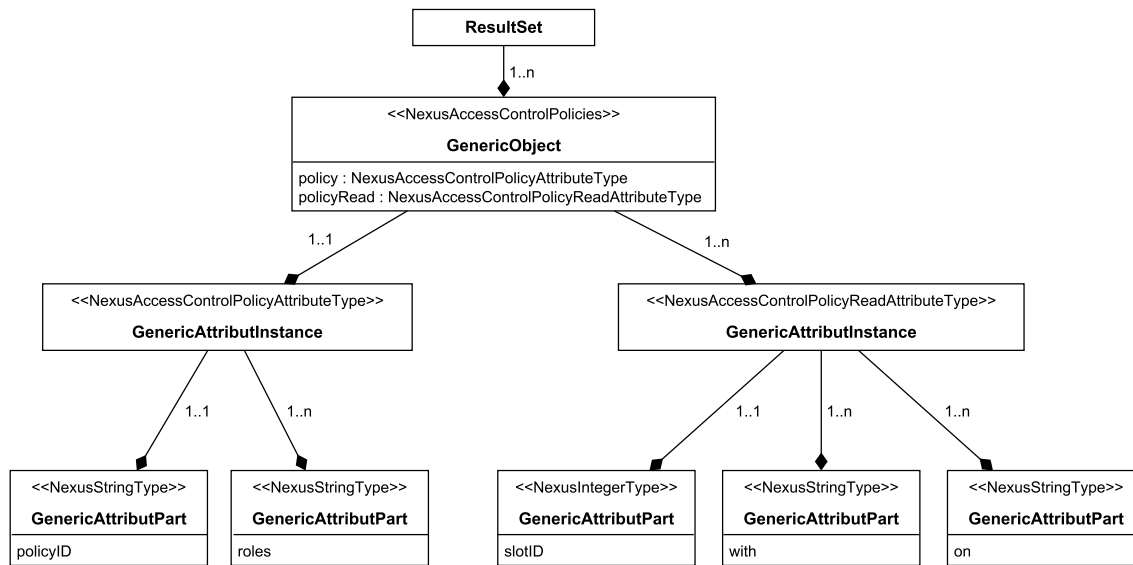 ResultSet
1..n
<<NexusAccessControlPolicies>>
GenericObject
policy : NexusAccessControlPolicyAttributeType
policyRead : NexusAccessControlPolicyReadAttributeType
1..1
1..n
<<NexusAccessControlPolicyAttributeType>>
GenericAttributInstance
<<NexusAccessControlPolicyReadAttributeType>>
GenericAttributInstance
1..1
1..n
1..1
1..n
1..n
<<NexusStringType>>
GenericAttributPart
policyID
<<NexusStringType>>
GenericAttributPart
roles
<<NexusIntegerType>>
GenericAttributPart
slotID
<<NexusStringType>>
GenericAttributPart
with
<<NexusStringType>>
GenericAttributPart
on